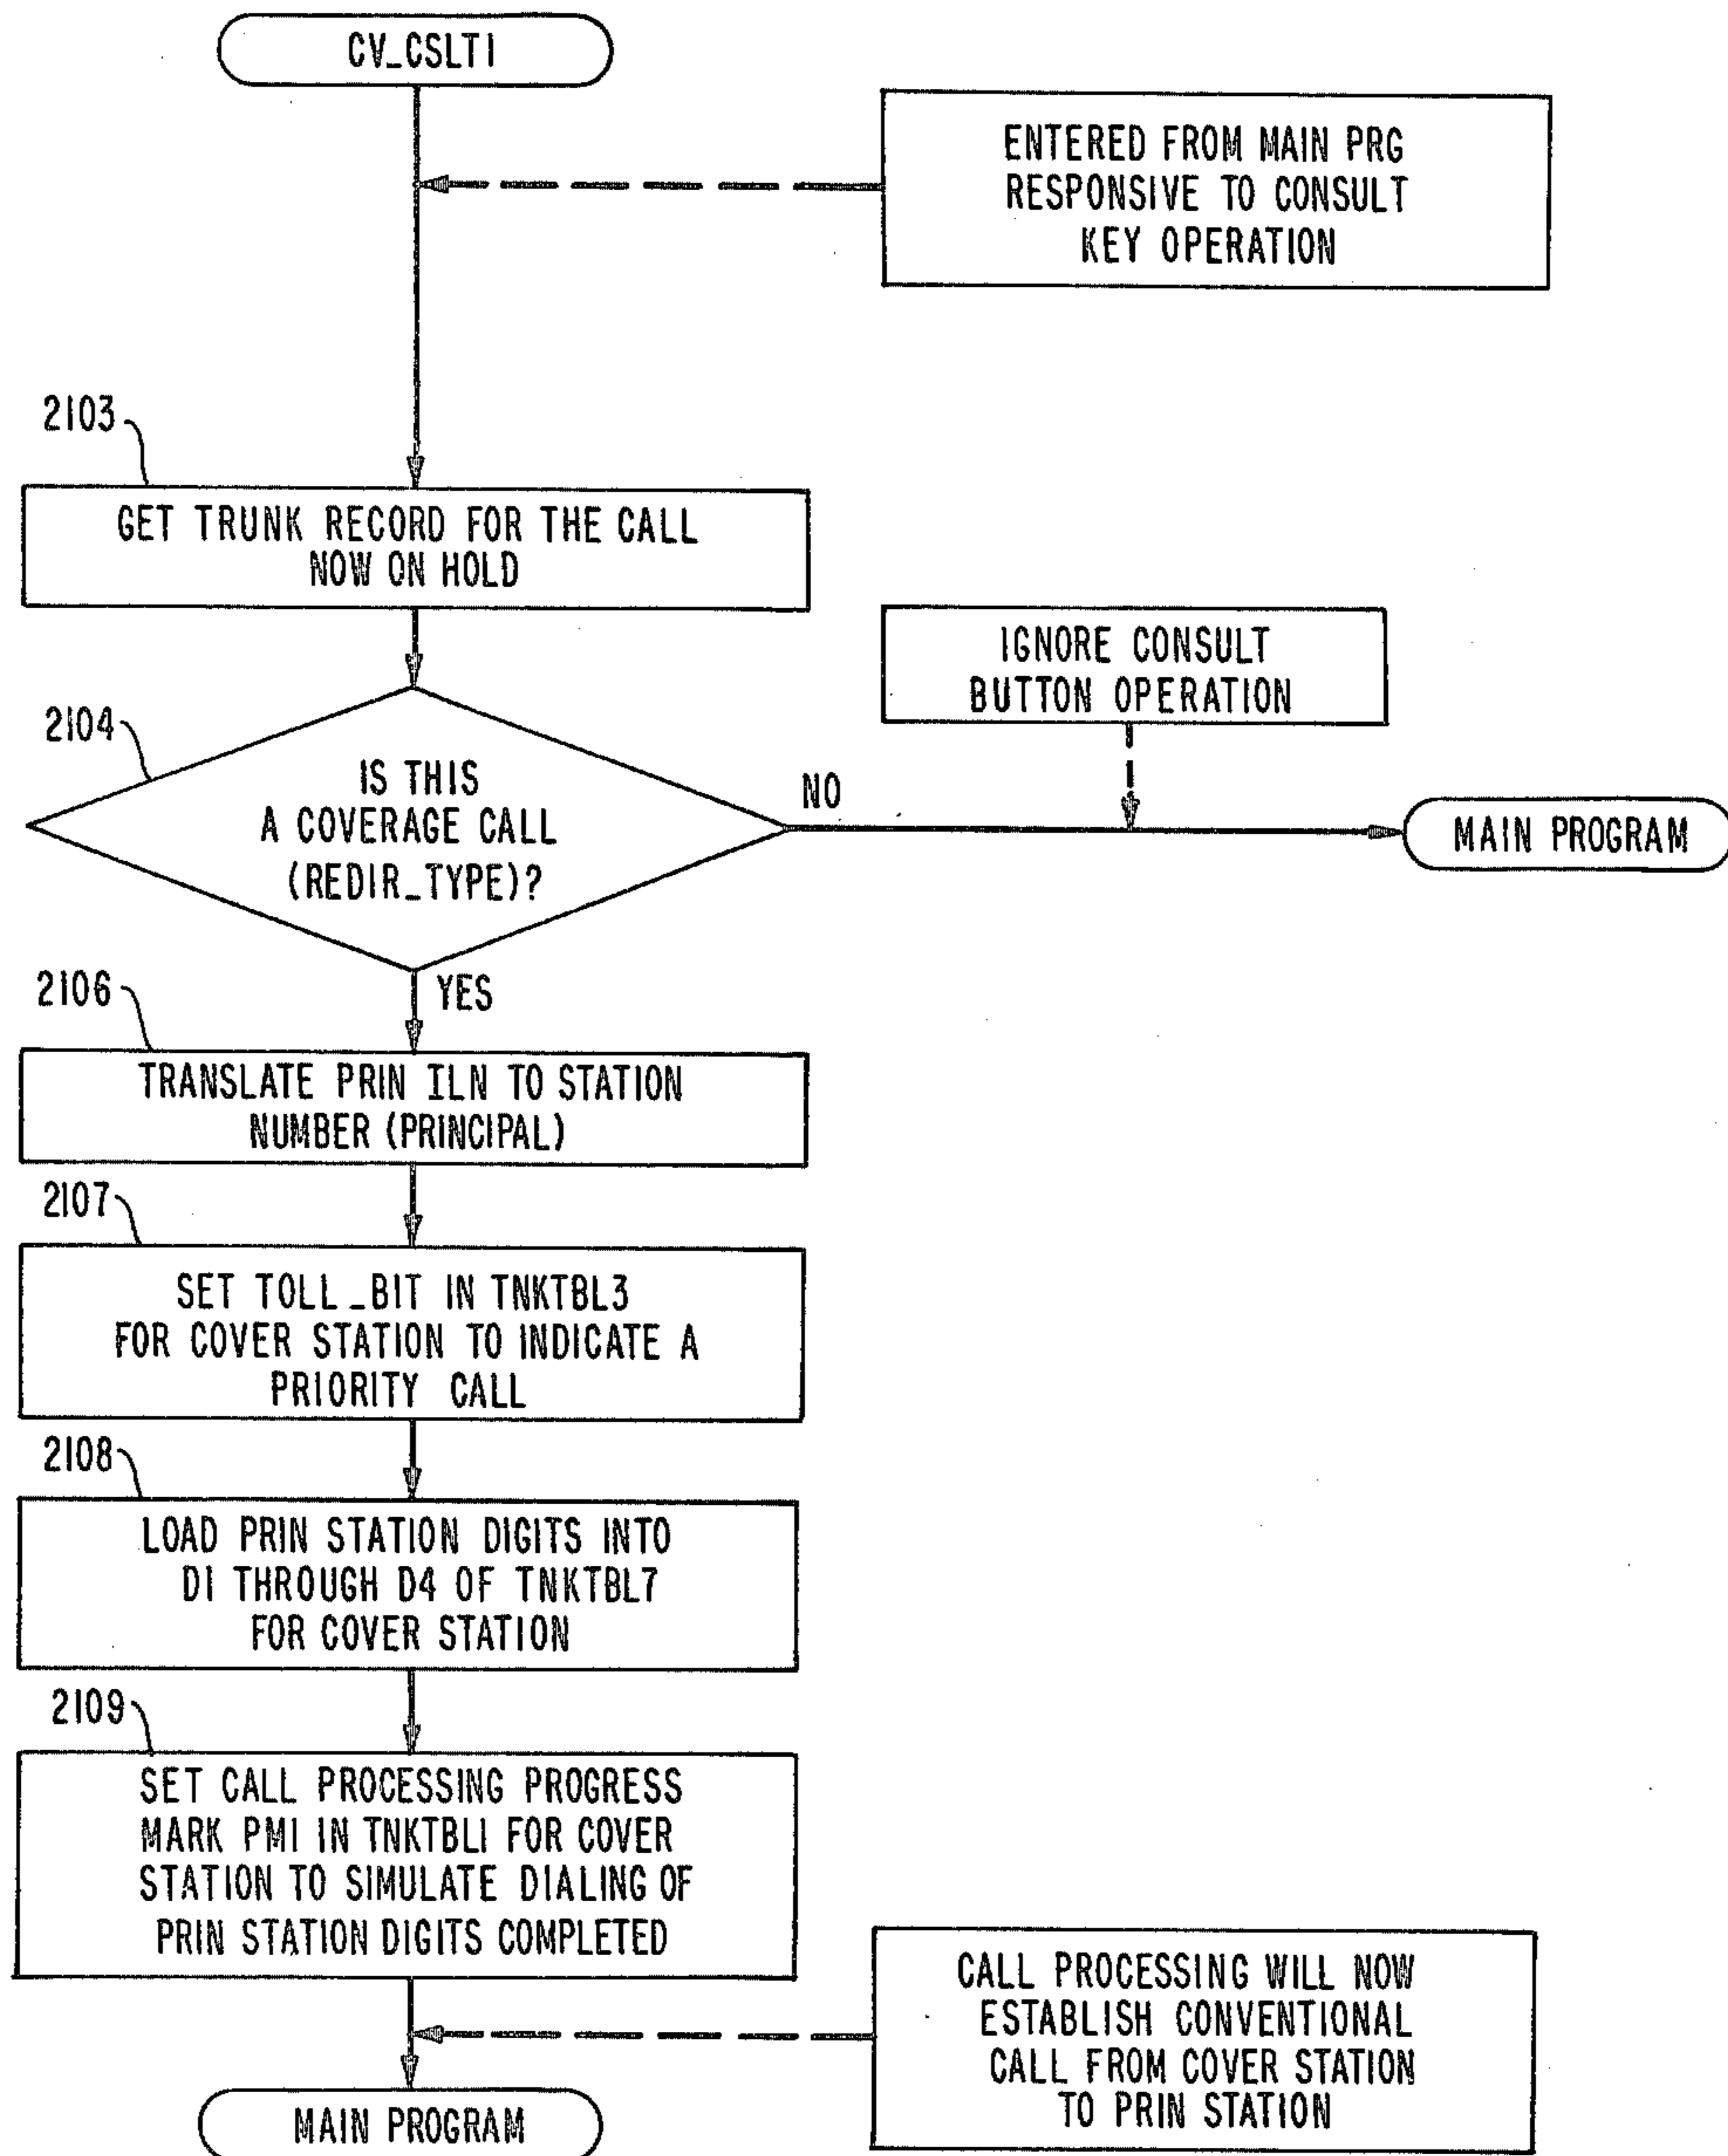 CV_CSLT1
ENTERED FROM MAIN PRG
RESPONSIVE TO CONSULT
KEY OPERATION
2103
GET TRUNK RECORD FOR THE CALL
NOW ON HOLD
IGNORE CONSULT
BUTTON OPERATION
2104
IS THIS
A COVERAGE CALL
(REDIR_TYPE)?
NO
MAIN PROGRAM
YES
2106
TRANSLATE PRIN ILN TO STATION
NUMBER (PRINCIPAL)
2107
SET TOLL_BIT IN TNKTBL3
FOR COVER STATION TO INDICATE A
PRIORITY CALL
2108
LOAD PRIN STATION DIGITS INTO
D1 THROUGH D4 OF TNKTBL7
FOR COVER STATION
2109
SET CALL PROCESSING PROGRESS
MARK PM1 IN TNKTBL1 FOR COVER
STATION TO SIMULATE DIALING OF
PRIN STATION DIGITS COMPLETED
CALL PROCESSING WILL NOW
ESTABLISH CONVENTIONAL
CALL FROM COVER STATION
TO PRIN STATION
MAIN PROGRAM